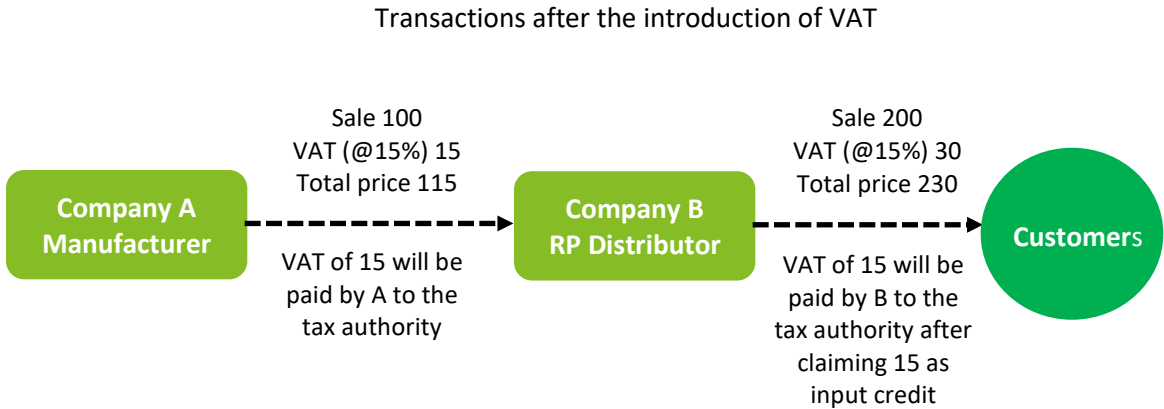 Transactions after the introduction of VAT
Sale 100
VAT (@15%) 15
Total price 115
Sale 200
VAT (@15%) 30
Total price 230
Company A
Manufacturer
Company B
RP Distributor
Customers
VAT of 15 will be
paid by A to the
tax authority
VAT of 15 will be
paid by B to the
tax authority after
claiming 15 as
input credit